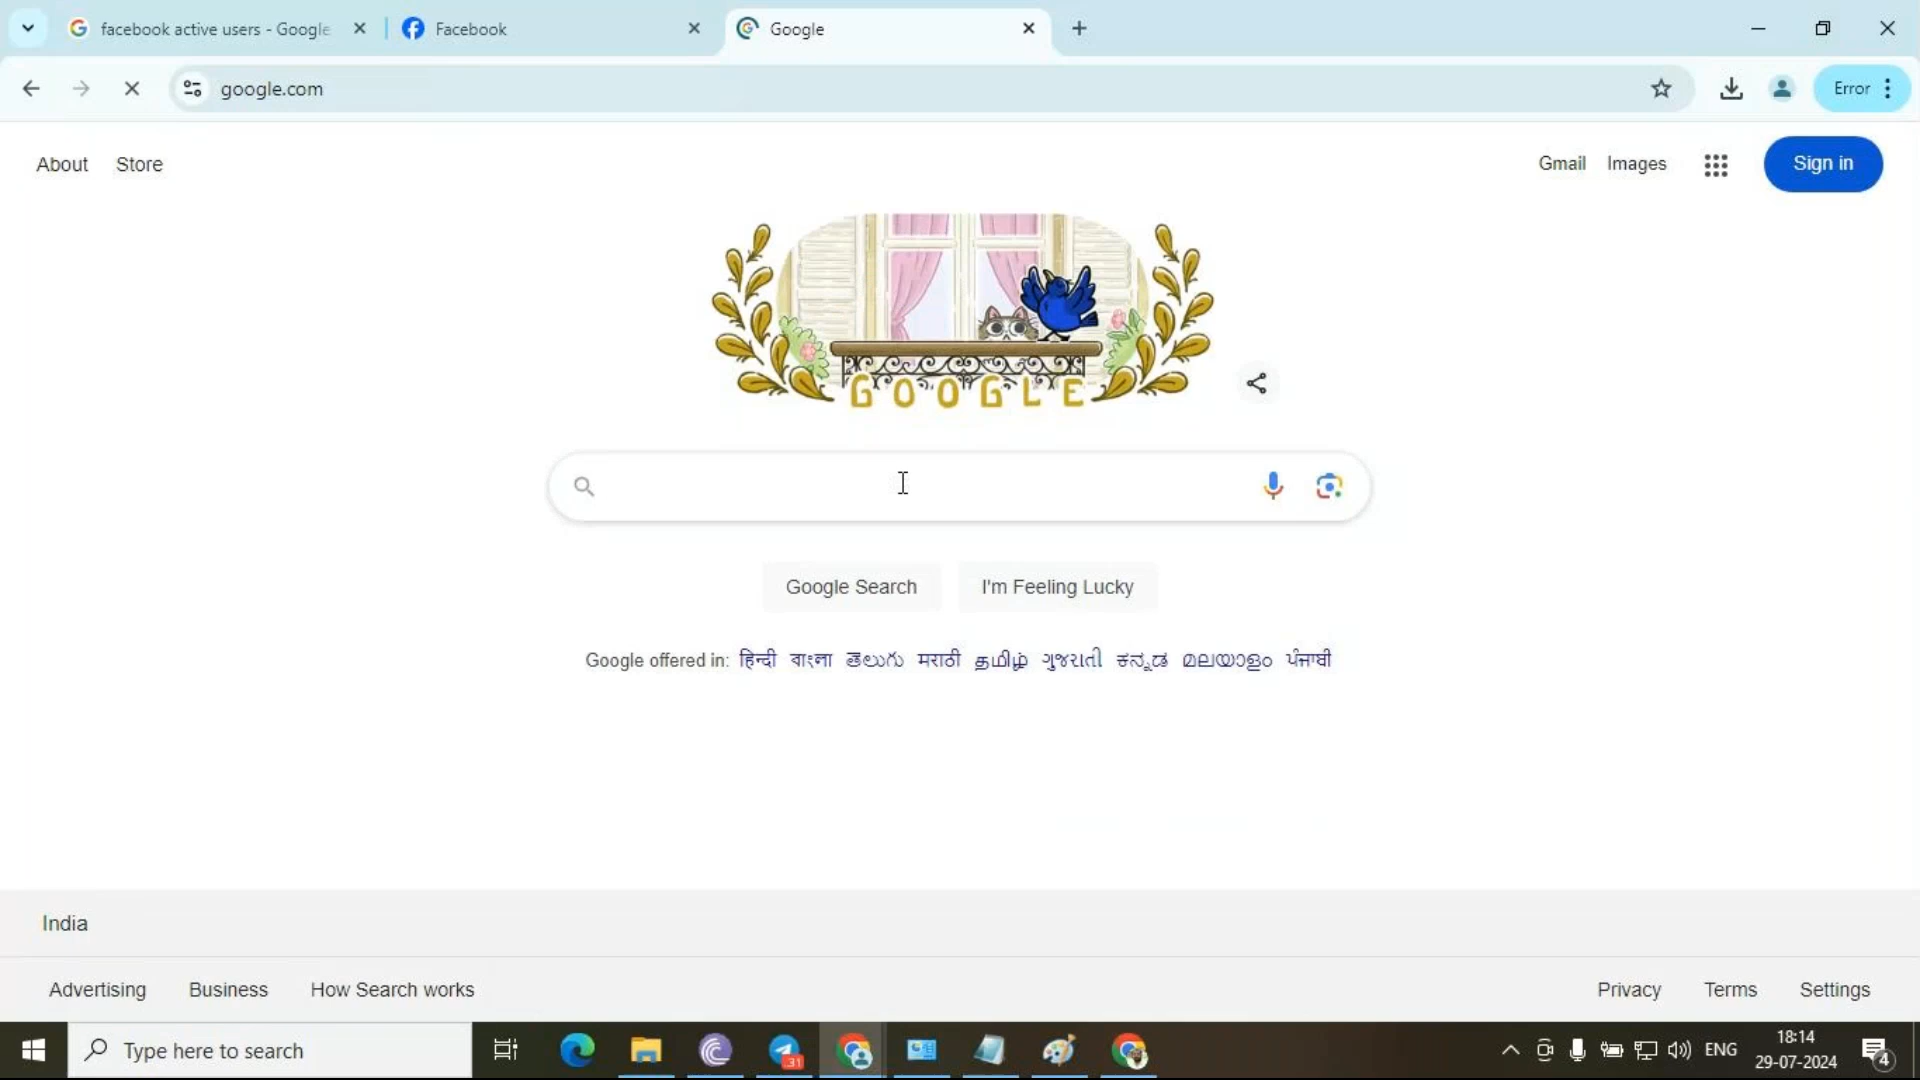 facebook active users - Google
Facebook
Google
google.com
Error
About
Store
Gmail
Images
Sign in
GOOGLE
Google Search
I'm Feeling Lucky
Google offered in: हिन्दी বাংলা తెలుగు मराठी தமிழ் ગુજરાતી ಕನ್ನಡ മലയാളം ਪੰਜਾਬੀ
India
Advertising
Business
How Search works
Privacy
Terms
Settings
Type here to search
31
ENG
18:14
29-07-2024
4